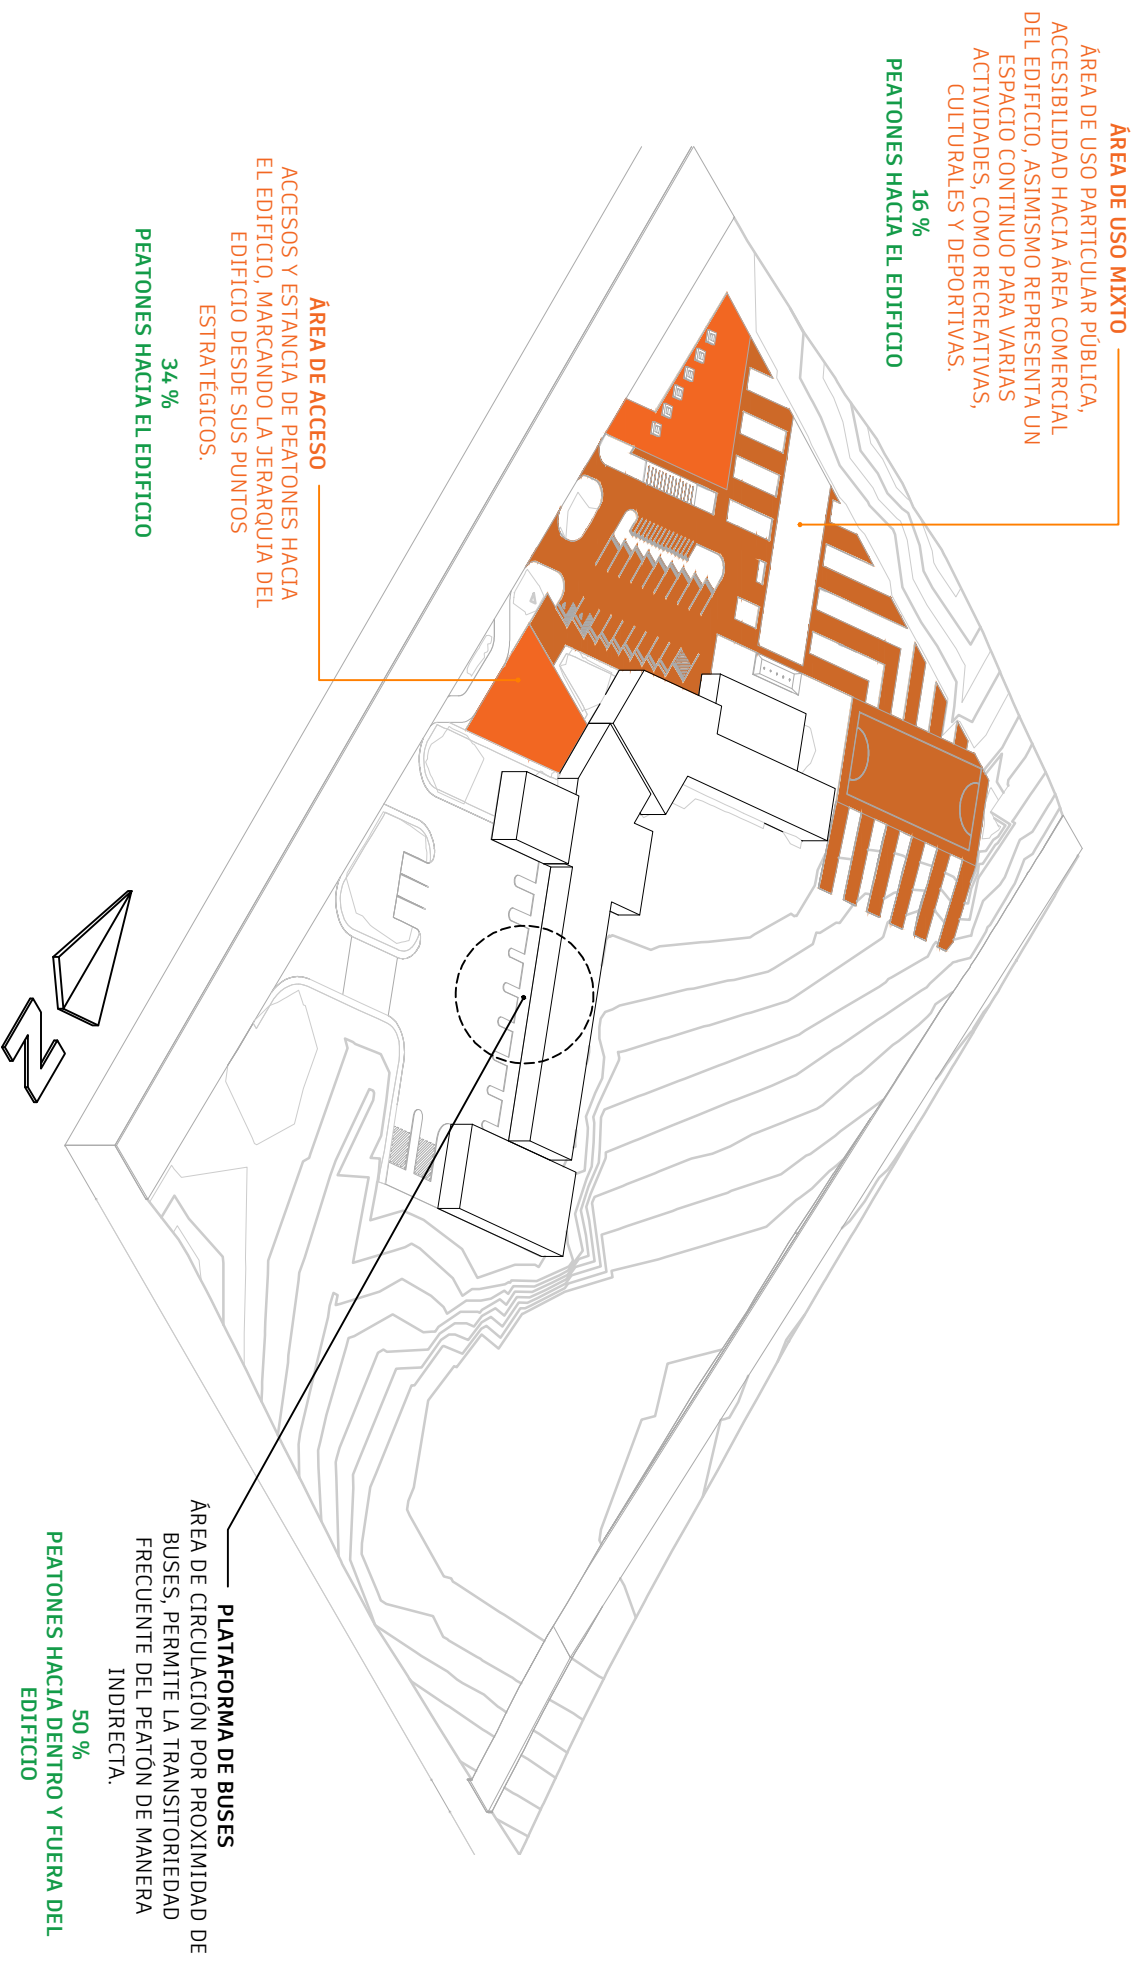 ÁREA DE USO MIXTO
ÁREA DE USO PARTICULAR PÚBLICA,
ACCESIBILIDAD HACIA ÁREA COMERCIAL
DEL EDIFICIO, ASIMISMO REPRESENTA UN
ESPACIO CONTINUO PARA VARIAS
ACTIVIDADES, COMO RECREATIVAS,
CULTURALES Y DEPORTIVAS.
16 %
PEATONES HACIA EL EDIFICIO
ÁREA DE ACCESO
ACCESOS Y ESTANCIA DE PEATONES HACIA
EL EDIFICIO, MARCANDO LA JERARQUIA DEL
EDIFICIO DESDE SUS PUNTOS
ESTRATÉGICOS.
34 %
PEATONES HACIA EL EDIFICIO
PLATAFORMA DE BUSES
ÁREA DE CIRCULACIÓN POR PROXIMIDAD DE
BUSES, PERMITE LA TRANSITORIEDAD
FRECUENTE DEL PEATÓN DE MANERA
INDIRECTA.
50 %
PEATONES HACIA DENTRO Y FUERA DEL
EDIFICIO
N